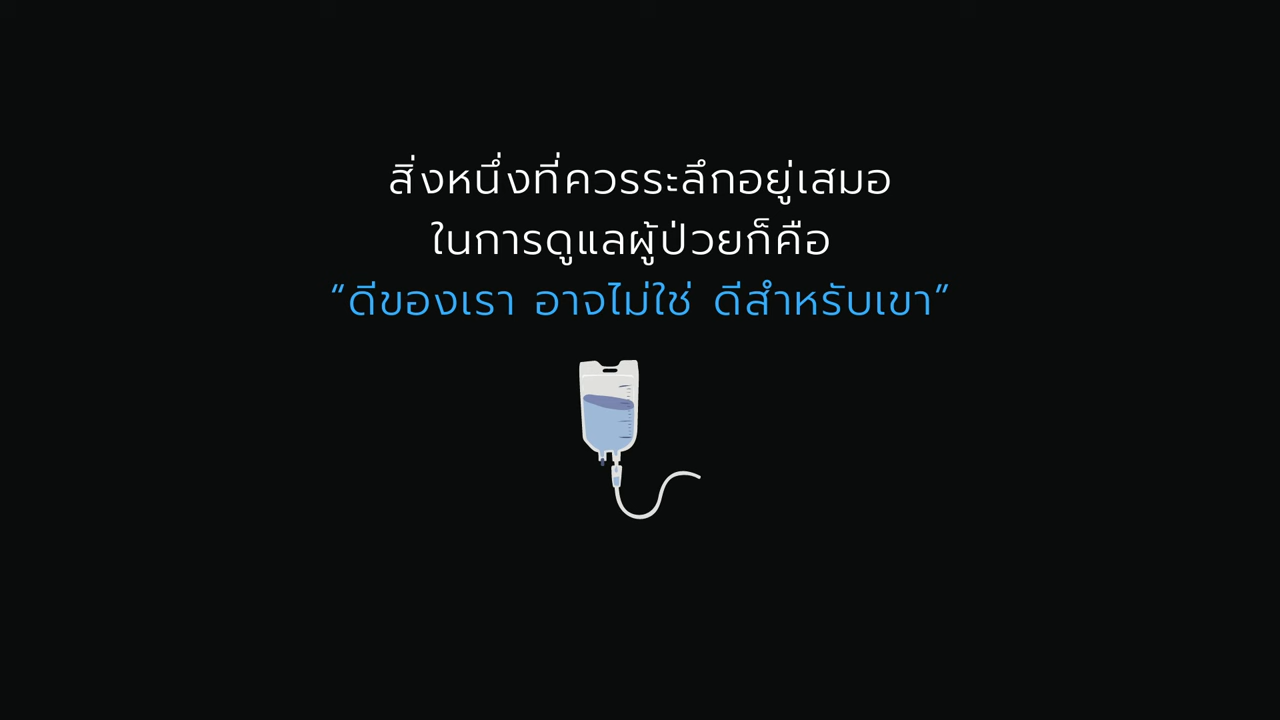 สิ่งหนึ่งที่ควรระลึกอยู่เสมอ
ในการดูแลผู้ป่วยก็คือ
“ดีของเรา อาจไม่ใช่ ดีสำหรับเขา”